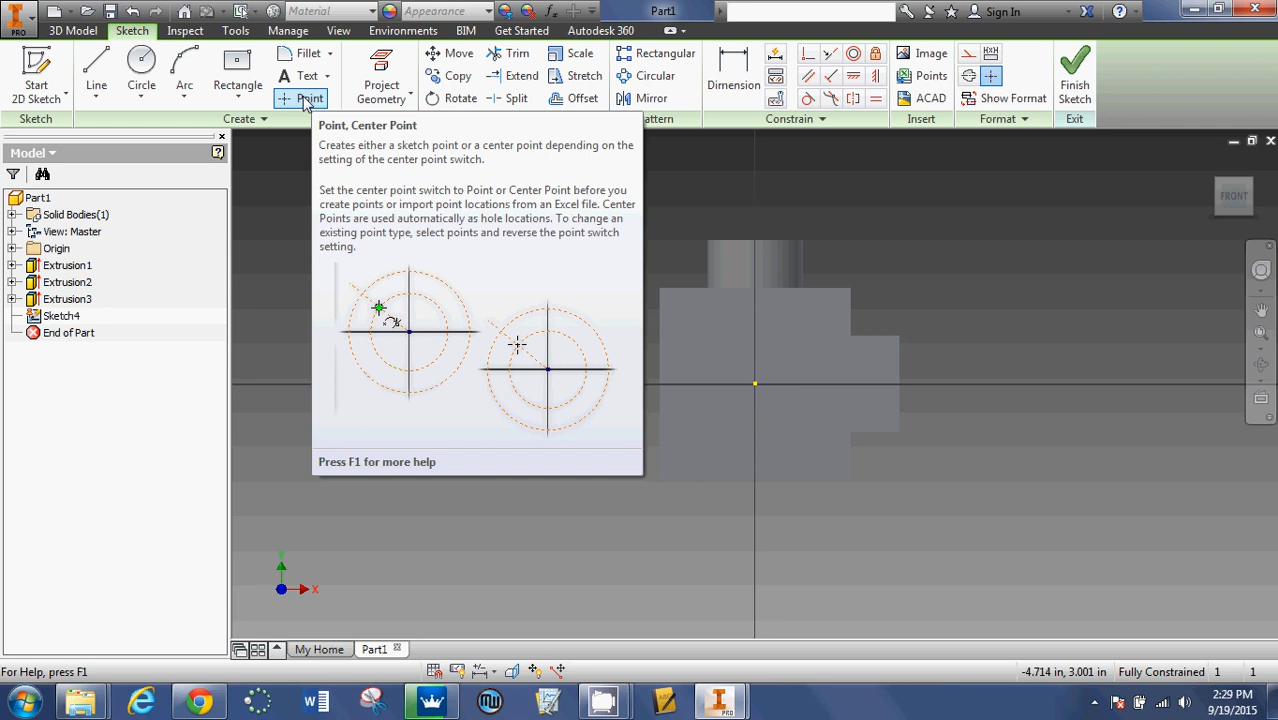 Material
Appearance
Part1
Sign In
PRO
3D Model
Sketch
Inspect
Tools
Manage
View
Environments
BIM
Get Started
Autodesk 360
Start
2D Sketch
Line
Circle
Arc
Rectangle
Fillet
Text
Point
Project
Geometry
Move
Copy
Rotate
Trim
Extend
Split
Scale
Stretch
Offset
Rectangular
Circular
Mirror
Dimension
Image
Points
ACAD
Show Format
Finish
Sketch
Sketch
Create
attern
Constrain
Insert
Format
Exit
Point, Center Point
Creates either a sketch point or a center point depending on the
setting of the center point switch.
Set the center point switch to Point or Center Point before you
create points or import point locations from an Excel file. Center
Points are used automatically as hole locations. To change an
existing point type, select points and reverse the point switch
setting.
Press F1 for more help
Model
Part1
Solid Bodies(1)
View: Master
Origin
Extrusion1
Extrusion2
Extrusion3
Sketch4
End of Part
FRONT
Y
X
My Home
Part1
For Help, press F1
-4.714 in, 3.001 in
Fully Constrained
1
1
PRO
2:29 PM
9/19/2015